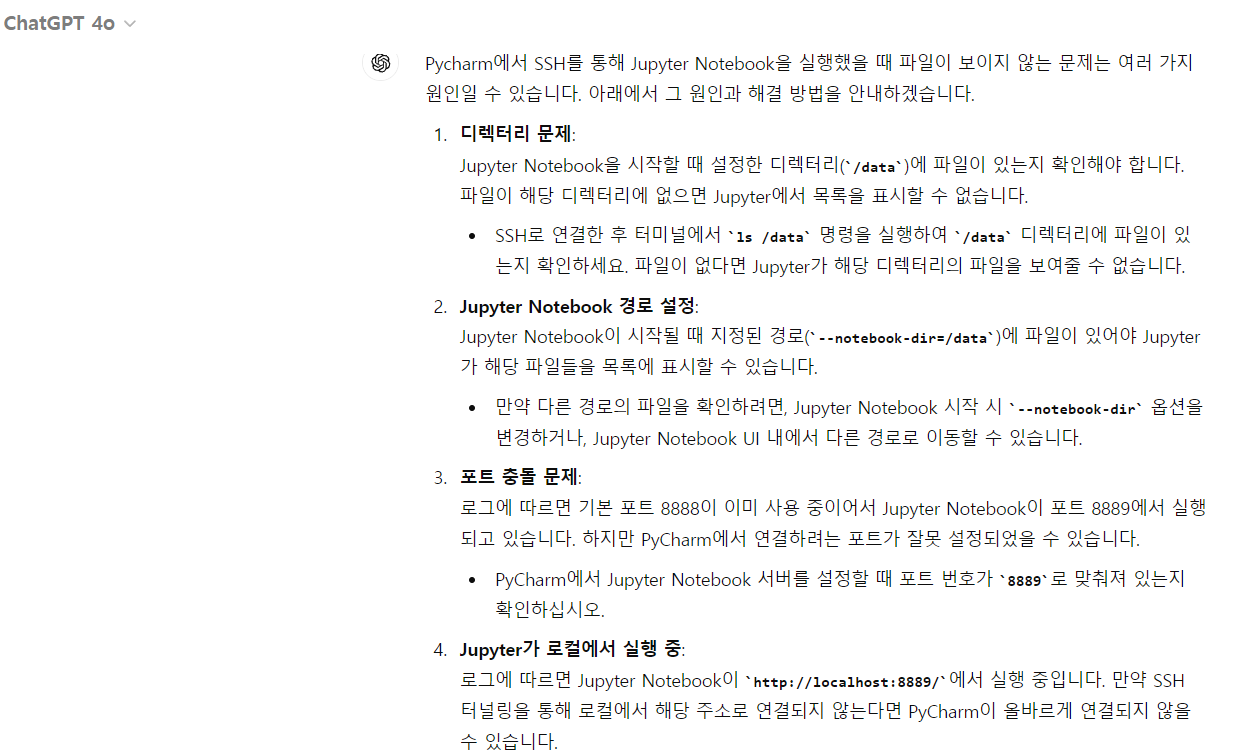 ChatGPT 4o
Pycharm에서 SSH를 통해 Jupyter Notebook을 실행했을 때 파일이 보이지 않는 문제는 여러 가지
원인일 수 있습니다. 아래에서 그 원인과 해결 방법을 안내하겠습니다.
1. 디렉터리 문제:
Jupyter Notebook을 시작할 때 설정한 디렉터리(`/data`)에 파일이 있는지 확인해야 합니다.
파일이 해당 디렉터리에 없으면 Jupyter에서 목록을 표시할 수 없습니다.
• SSH로 연결한 후 터미널에서 `ls /data` 명령을 실행하여 `/data` 디렉터리에 파일이 있
는지 확인하세요. 파일이 없다면 Jupyter가 해당 디렉터리의 파일을 보여줄 수 없습니다.
2. Jupyter Notebook 경로 설정:
Jupyter Notebook이 시작될 때 지정된 경로(`--notebook-dir=/data`)에 파일이 있어야 Jupyter
가 해당 파일들을 목록에 표시할 수 있습니다.
• 만약 다른 경로의 파일을 확인하려면, Jupyter Notebook 시작 시 `--notebook-dir` 옵션을
변경하거나, Jupyter Notebook UI 내에서 다른 경로로 이동할 수 있습니다.
3. 포트 충돌 문제:
로그에 따르면 기본 포트 8888이 이미 사용 중이어서 Jupyter Notebook이 포트 8889에서 실행
되고 있습니다. 하지만 PyCharm에서 연결하려는 포트가 잘못 설정되었을 수 있습니다.
• PyCharm에서 Jupyter Notebook 서버를 설정할 때 포트 번호가 `8889`로 맞춰져 있는지
확인하십시오.
4. Jupyter가 로컬에서 실행 중:
로그에 따르면 Jupyter Notebook이 `http://localhost:8889/`에서 실행 중입니다. 만약 SSH
터널링을 통해 로컬에서 해당 주소로 연결되지 않는다면 PyCharm이 올바르게 연결되지 않을
수 있습니다.